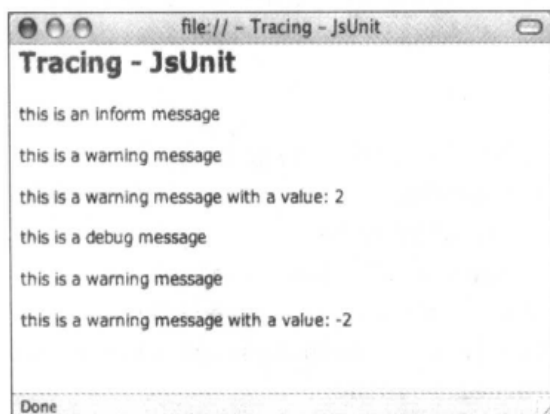 file:// – Tracing – JsUnit
Tracing - JsUnit
this is an inform message
this is a warning message
this is a warning message with a value: 2
this is a debug message
this is a warning message
this is a warning message with a value: -2
Done